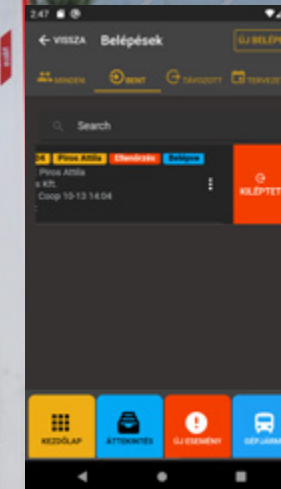 2:47
← VISSZA Belépések ÚJ BELÉP
MINDEN BENT TÁVOZOTT TERVEZE
Search
04 Piros Attila Ellenőrzés Belépve
Piros Attila
s Kft.
Coop 10-13 14:04
KILÉPTET
KEZDŐLAP ÁTTEKINTÉS ÚJ ESEMÉNY GÉPJÁRM